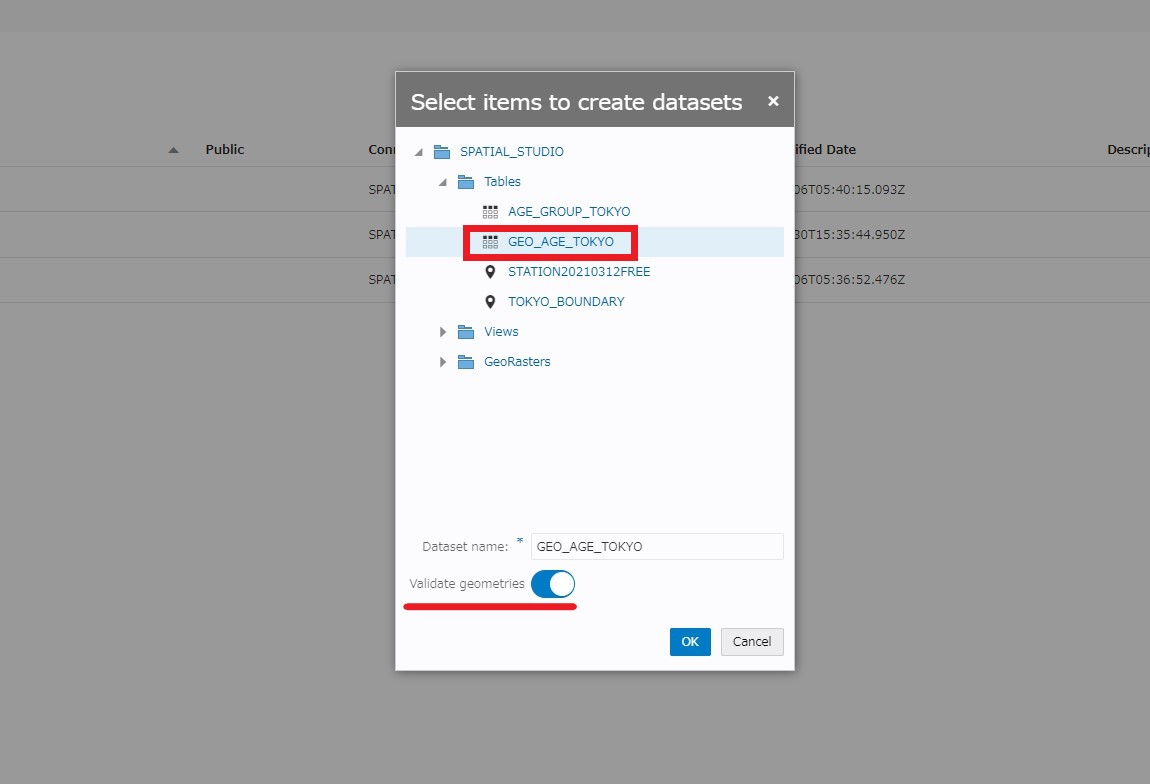 Select items to create datasets ×
Public Con ified Date Descrip
SPATIAL_STUDIO
Tables
SPAT 06T05:40:15.093Z
AGE_GROUP_TOKYO
SPAT 30T15:35:44.950Z
GEO_AGE_TOKYO
STATION20210312FREE
SPAT 06T05:36:52.476Z
TOKYO_BOUNDARY
Views
GeoRasters
Dataset name: * GEO_AGE_TOKYO
Validate geometries
OK Cancel